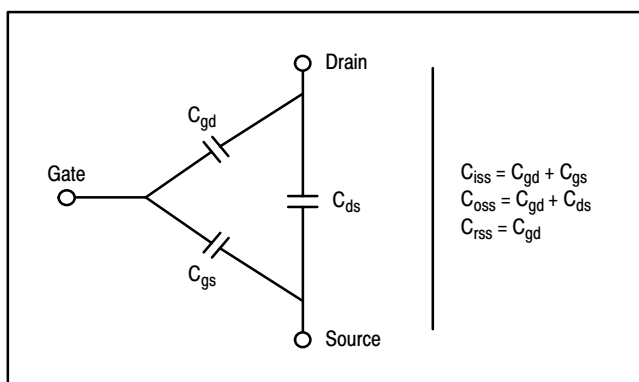 Drain
C_gd
Gate
C_ds
C_gs
Source
C_iss = C_gd + C_gs
C_oss = C_gd + C_ds
C_rss = C_gd